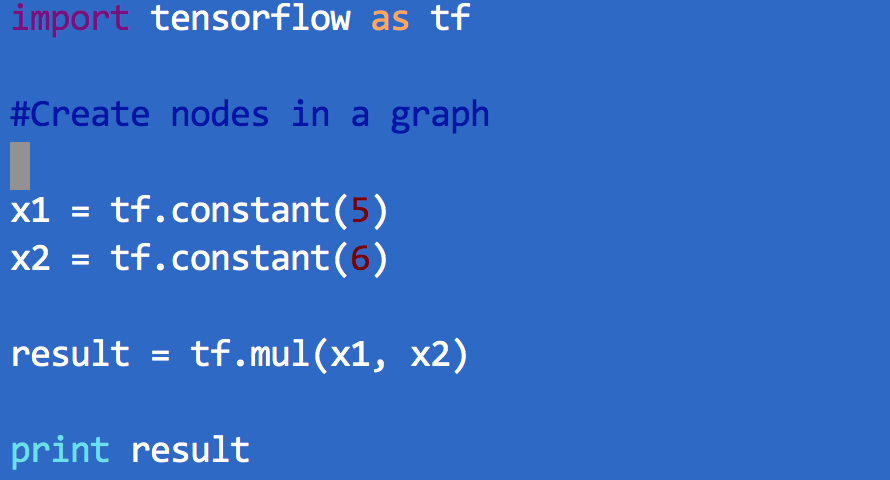 import tensorflow as tf
#Create nodes in a graph
x1 = tf.constant(5)
x2 = tf.constant(6)
result = tf.mul(x1, x2)
print result